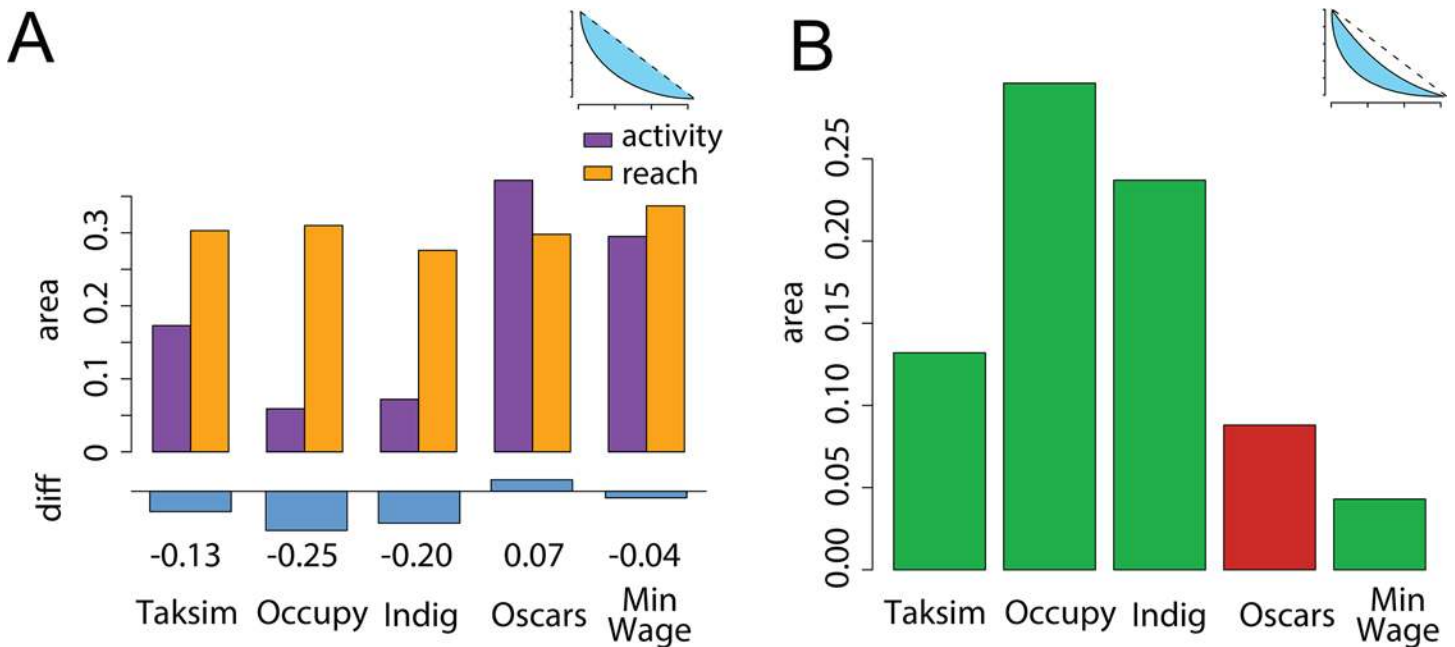 A
activity
reach
area
0.3
0.2
0.1
0
diff
-0.13 -0.25 -0.20 0.07 -0.04
Taksim Occupy Indig Oscars Min Wage
B
area
0.25
0.20
0.15
0.10
0.05
0.00
Taksim Occupy Indig Oscars Min Wage